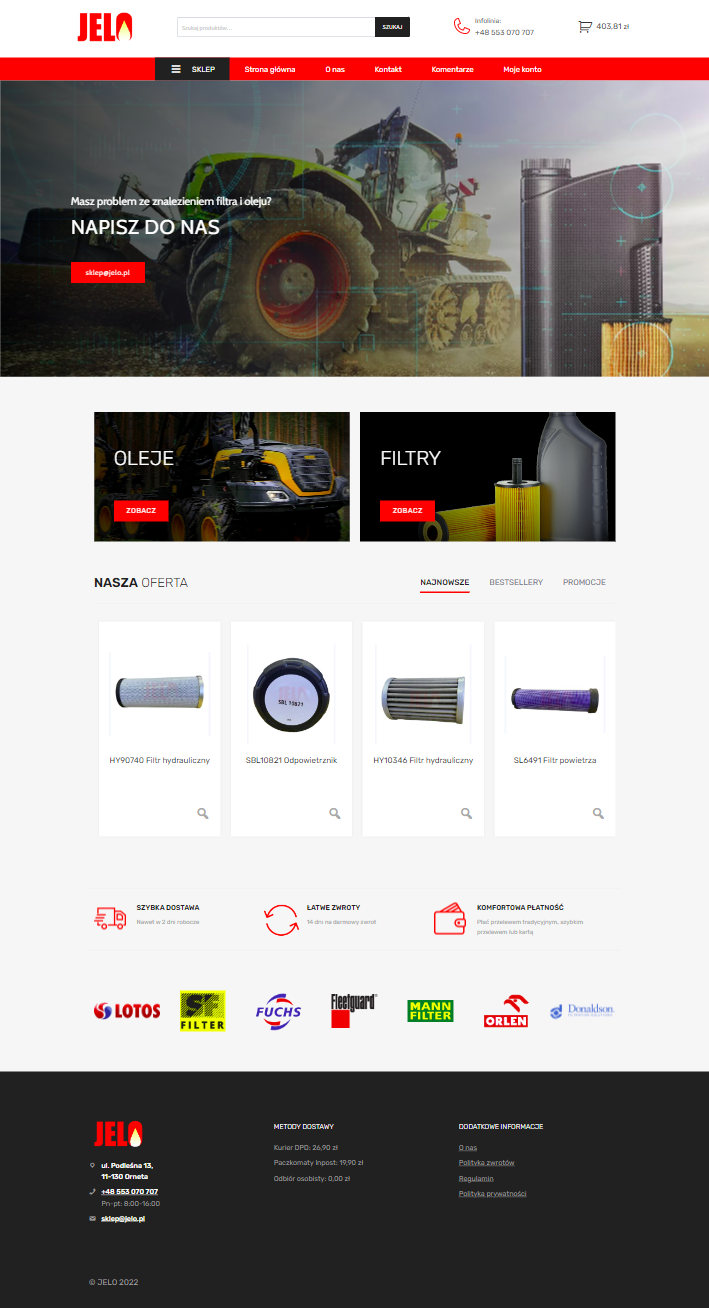 JELO
Szukaj produktów...
SZUKAJ
Infolinia:
+48 553 070 707
403,81 zł
SKLEP
Strona główna
O nas
Kontakt
Komentarze
Moje konto
Masz problem ze znalezieniem filtra i oleju?
NAPISZ DO NAS
sklep@jelo.pl
OLEJE
ZOBACZ
FILTRY
ZOBACZ
NASZA OFERTA
NAJNOWSZE
BESTSELLERY
PROMOCJE
SBL 10821
HY90740 Filtr hydrauliczny
SBL10821 Odpowietrznik
HY10346 Filtr hydrauliczny
SL6491 Filtr powietrza
SZYBKA DOSTAWA
Nawet w 2 dni robocze
ŁATWE ZWROTY
14 dni na darmowy zwrot
KOMFORTOWA PŁATNOŚĆ
Płać przelewem tradycyjnym, szybkim
przelewem lub kartą
LOTOS
SF
FILTER
FUCHS
Fleetguard
MANN
FILTER
ORLEN
Donaldson
JELO
ul. Podleśna 13,
11-130 Orneta
+48 553 070 707
Pn-pt: 8:00-16:00
sklep@jelo.pl
METODY DOSTAWY
Kurier DPD: 26,90 zł
Paczkomaty Inpost: 19,90 zł
Odbiór osobisty: 0,00 zł
DODATKOWE INFORMACJE
O nas
Polityka zwrotów
Regulamin
Polityka prywatności
© JELO 2022